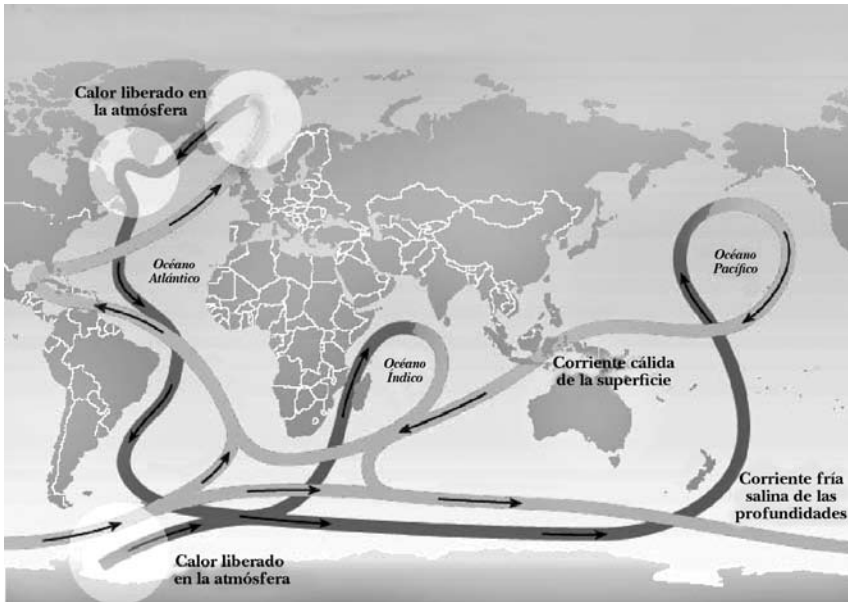 Calor liberado en
la atmósfera
Océano
Atlántico
Océano
Pacífico
Océano
Índico
Corriente cálida
de la superficie
Corriente fría
salina de las
profundidades
Calor liberado
en la atmósfera